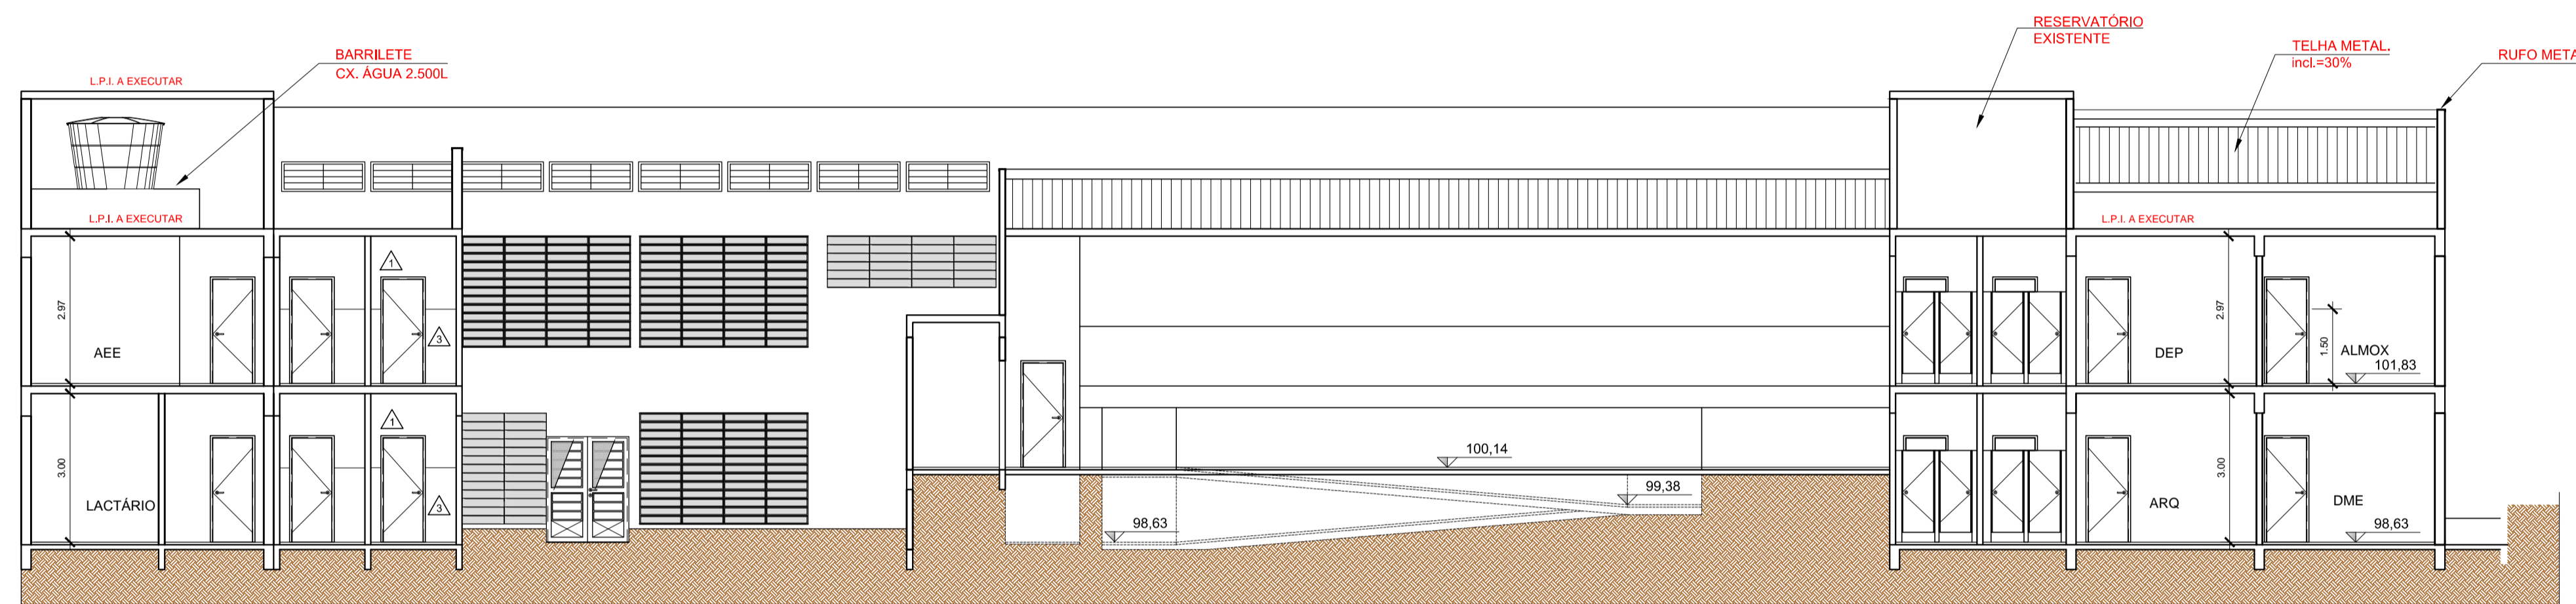 RESERVATÓRIO
EXISTENTE
TELHA METAL.
incl.=30%
RUFO META
BARRILETE
CX. ÁGUA 2.500L
L.P.I. A EXECUTAR
L.P.I. A EXECUTAR
L.P.I. A EXECUTAR
2.97
AEE
1
3
2.97
DEP
1.50
ALMOX
101,83
3.00
LACTÁRIO
1
3
100,14
99,38
98,63
3.00
ARQ
DME
98,63